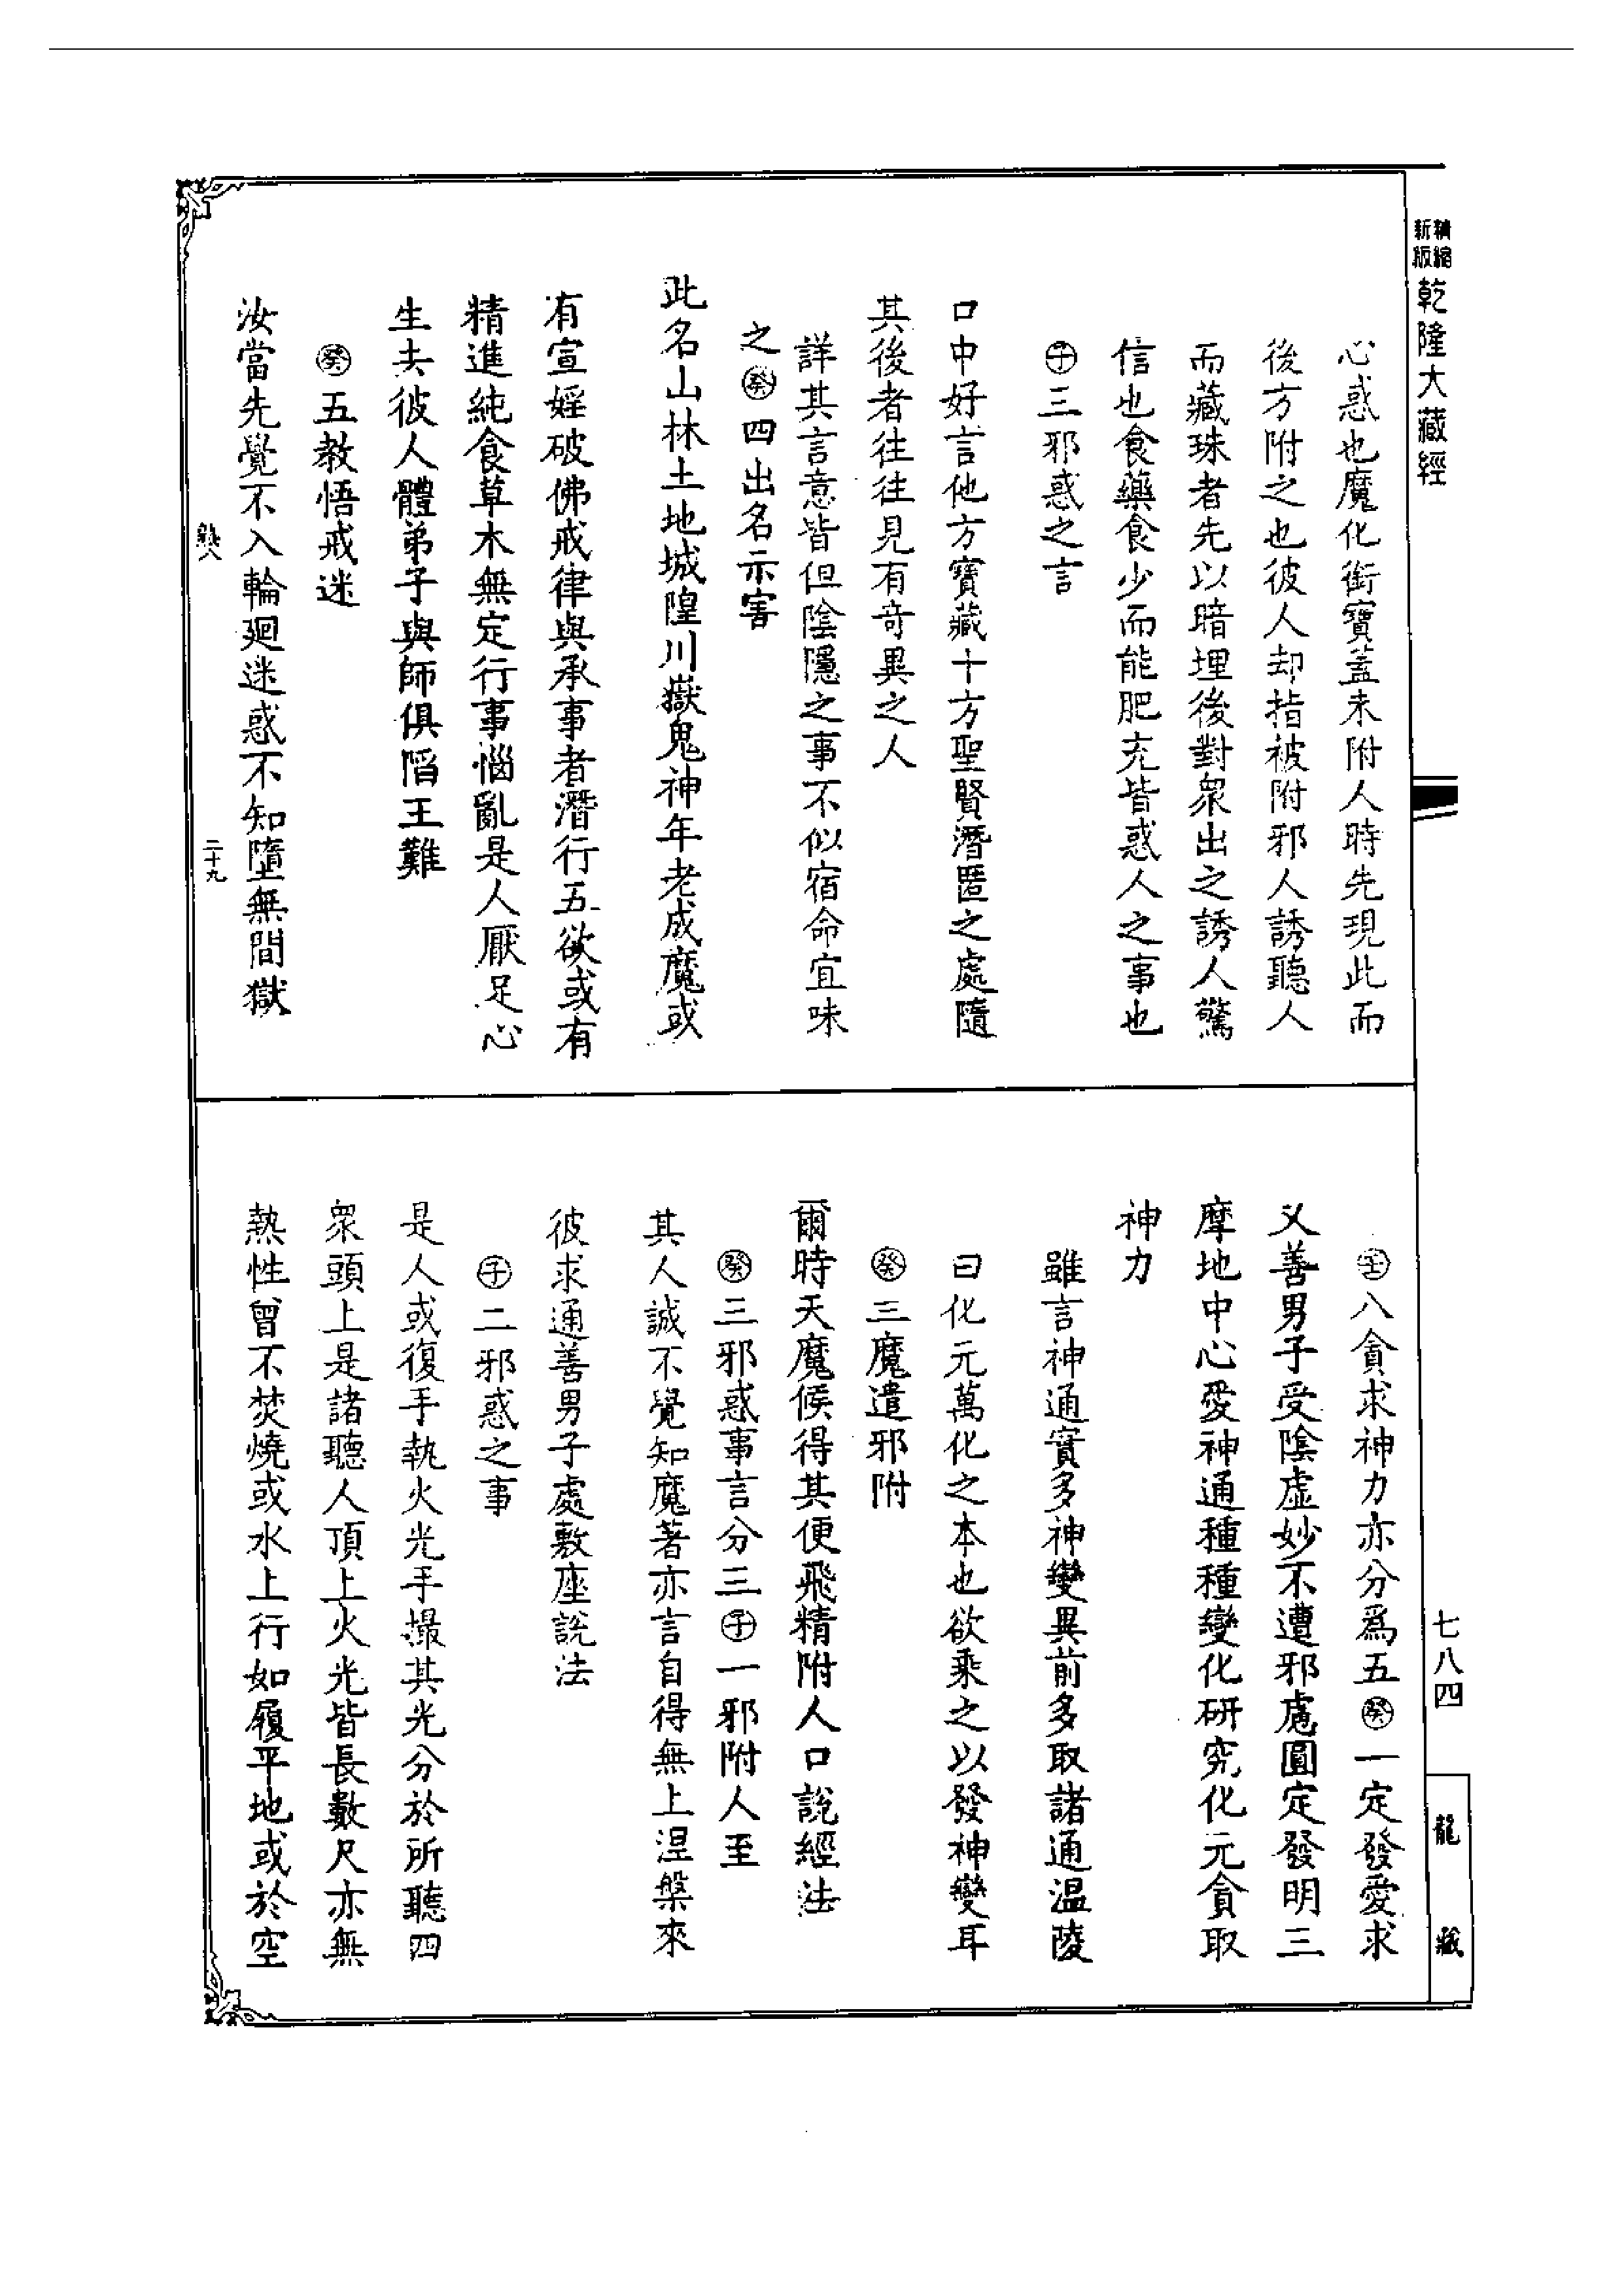 精縮新版乾隆大藏經
心惑也魔化銜寶蓋未附人時先現此而
後方附之也彼人却指被附邪人誘聽人
而藏珠者先以暗埋後對衆出之誘人驚
信也食藥食少而能肥充皆惑人之事也
㊥三邪惑之言
口中好言他方寶藏十方聖賢潛匿之處隨
其後者往往見有奇異之人
詳其言意皆但陰隱之事不似宿命宜味
之癸四出名示害
此名山林土地城隍川嶽鬼神年老成魔或
有宣婬破佛戒律與承事者潛行五欲或有
精進純食草木無定行事惱亂是人厭足心
生去彼人體弟子與師俱陷王難
癸五教悟戒迷
汝當先覺不入輪廻迷惑不知墮無間獄
二十九
壬八貪求神力亦分爲五癸一定發愛求
又善男子受陰虛妙不遭邪慮圓定發明三
摩地中心愛神通種種變化研究化元貪取
神力
雖言神通實多神變異前多取諸通温陵
曰化元萬化之本也欲乘之以發神變耳
癸三魔遣邪附
爾時天魔候得其便飛精附人口說經法
癸三邪惑事言分三子一邪附人至
其人誠不覺知魔著亦言自得無上涅槃來
彼求通善男子處敷座說法
子二邪惑之事
是人或復手執火光手撮其光分於所聽四
衆頭上是諸聽人頂上火光皆長數尺亦無
熱性曾不焚燒或水上行如履平地或於空
七八四
龍藏